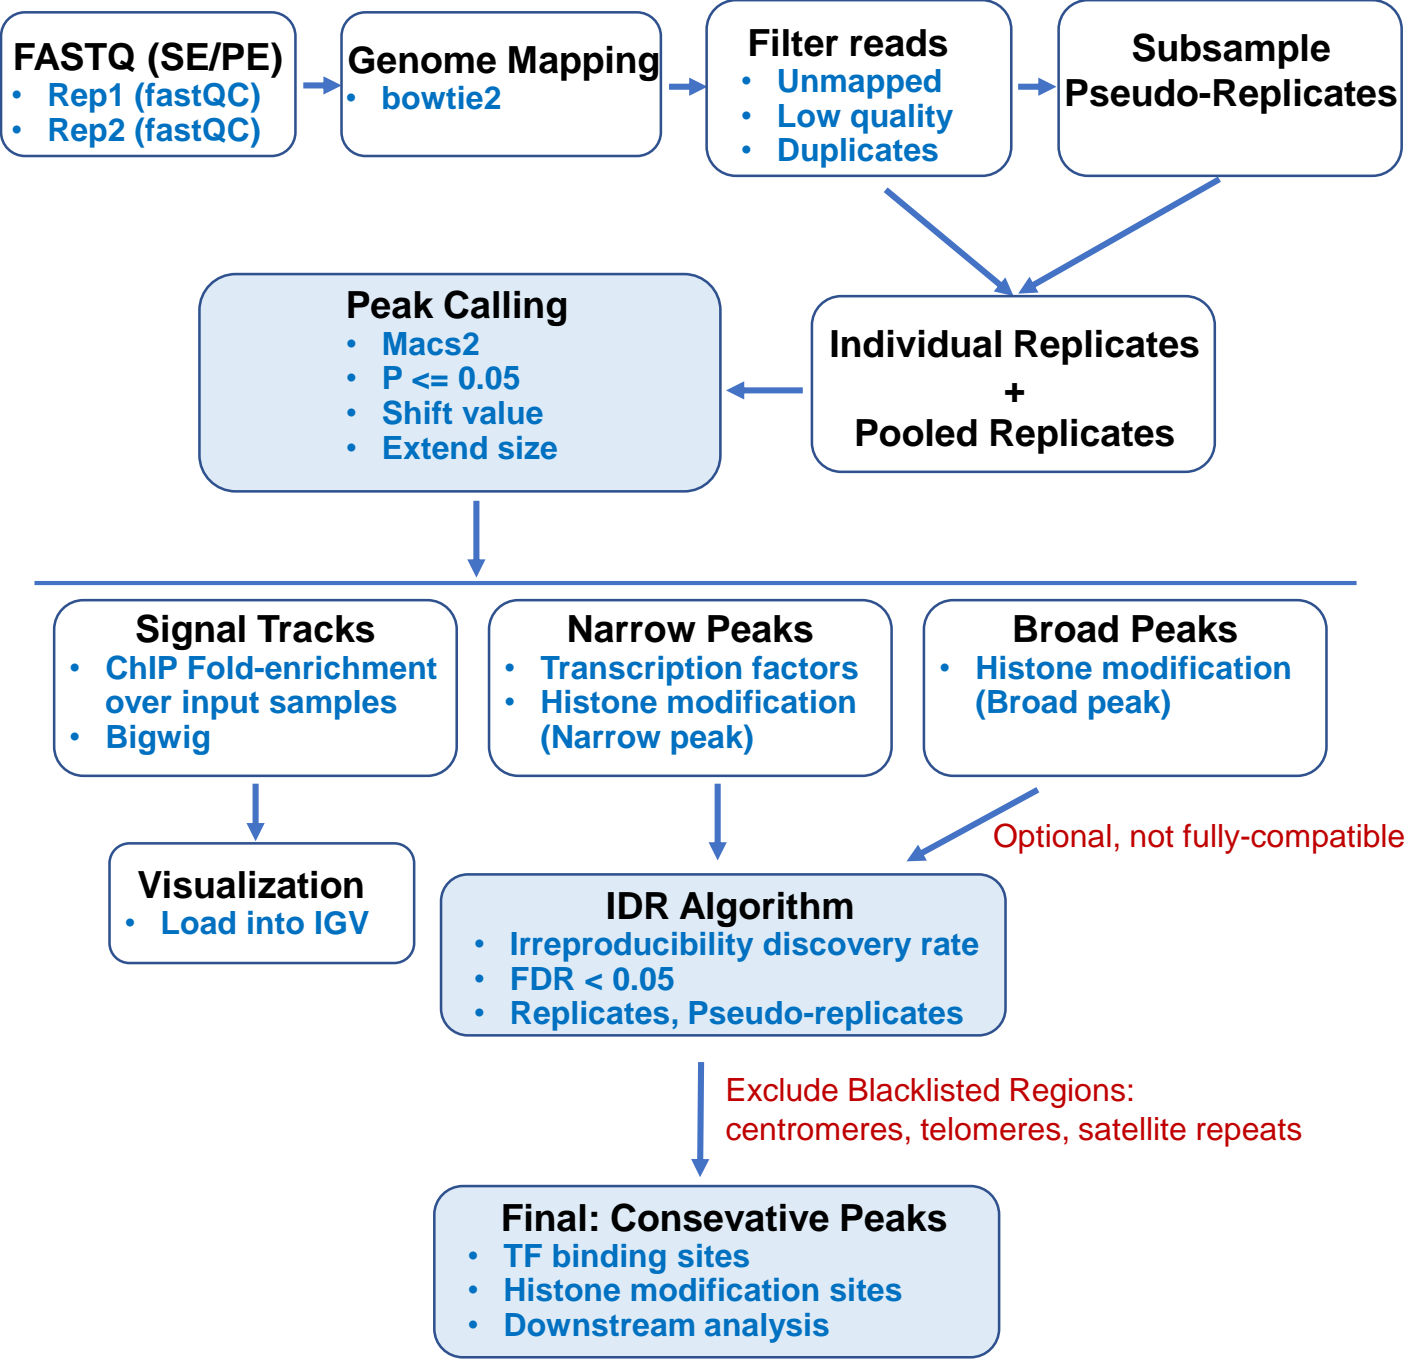 FASTQ (SE/PE)
• Rep1 (fastQC)
• Rep2 (fastQC)
Genome Mapping
• bowtie2
Filter reads
• Unmapped
• Low quality
• Duplicates
Subsample
Pseudo-Replicates
Individual Replicates
+
Pooled Replicates
Peak Calling
• Macs2
• P <= 0.05
• Shift value
• Extend size
Signal Tracks
• ChIP Fold-enrichment
over input samples
• Bigwig
Narrow Peaks
• Transcription factors
• Histone modification
(Narrow peak)
Broad Peaks
• Histone modification
(Broad peak)
Optional, not fully-compatible
Visualization
• Load into IGV
IDR Algorithm
• Irreproducibility discovery rate
• FDR < 0.05
• Replicates, Pseudo-replicates
Exclude Blacklisted Regions:
centromeres, telomeres, satellite repeats
Final: Consevative Peaks
• TF binding sites
• Histone modification sites
• Downstream analysis